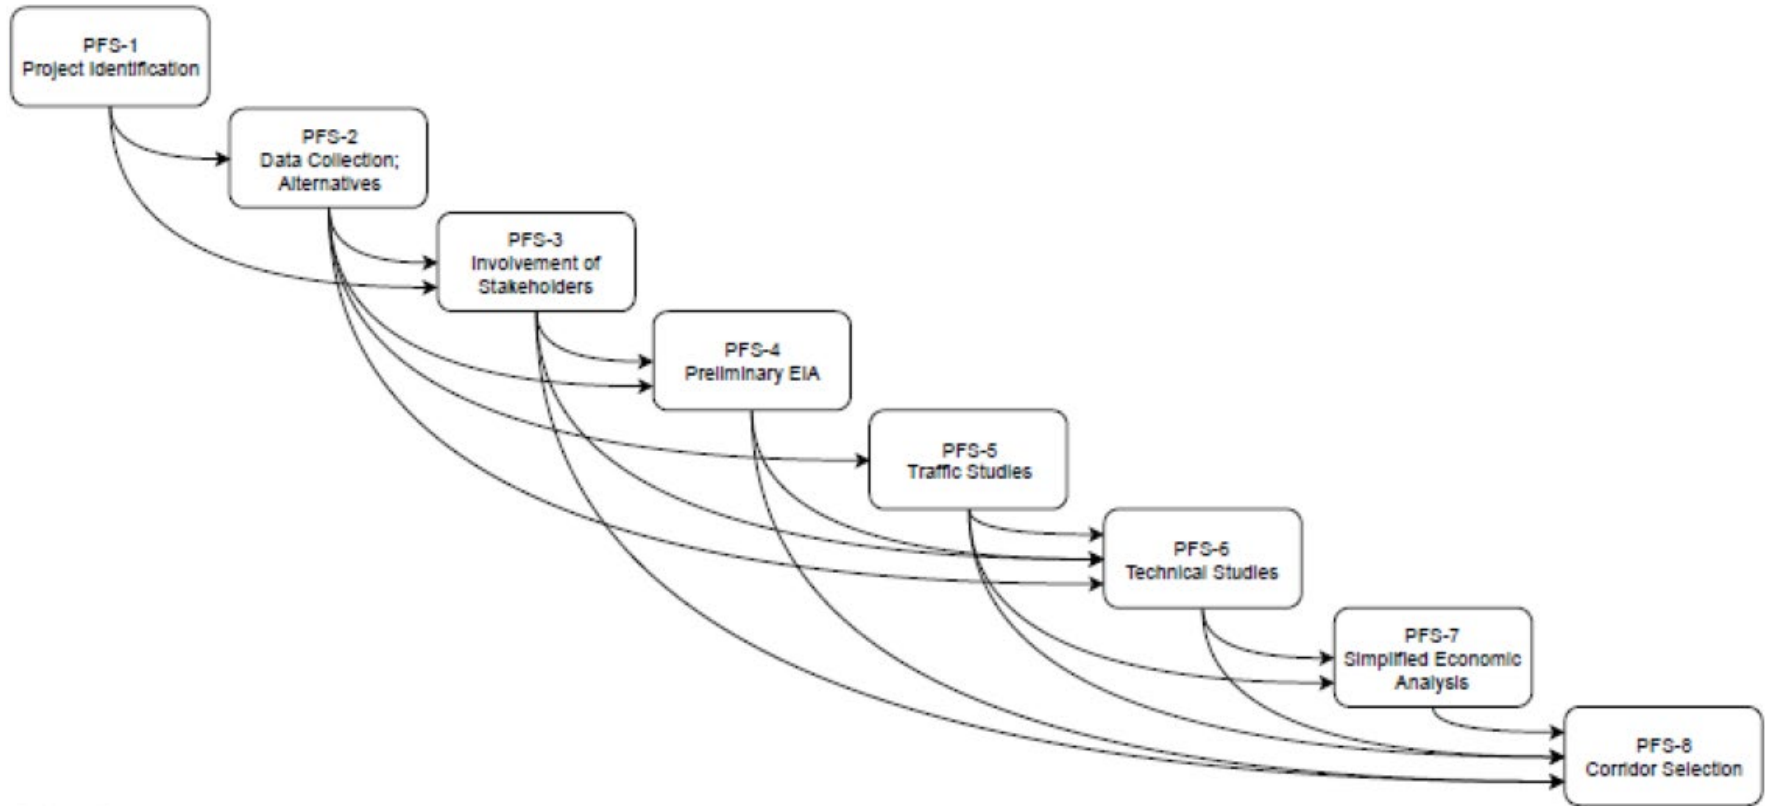 PFS-1
Project Identification
PFS-2
Data Collection;
Alternatives
PFS-3
Involvement of
Stakeholders
PFS-4
Preliminary EIA
PFS-5
Traffic Studies
PFS-6
Technical Studies
PFS-7
Simplified Economic
Analysis
PFS-8
Corridor Selection